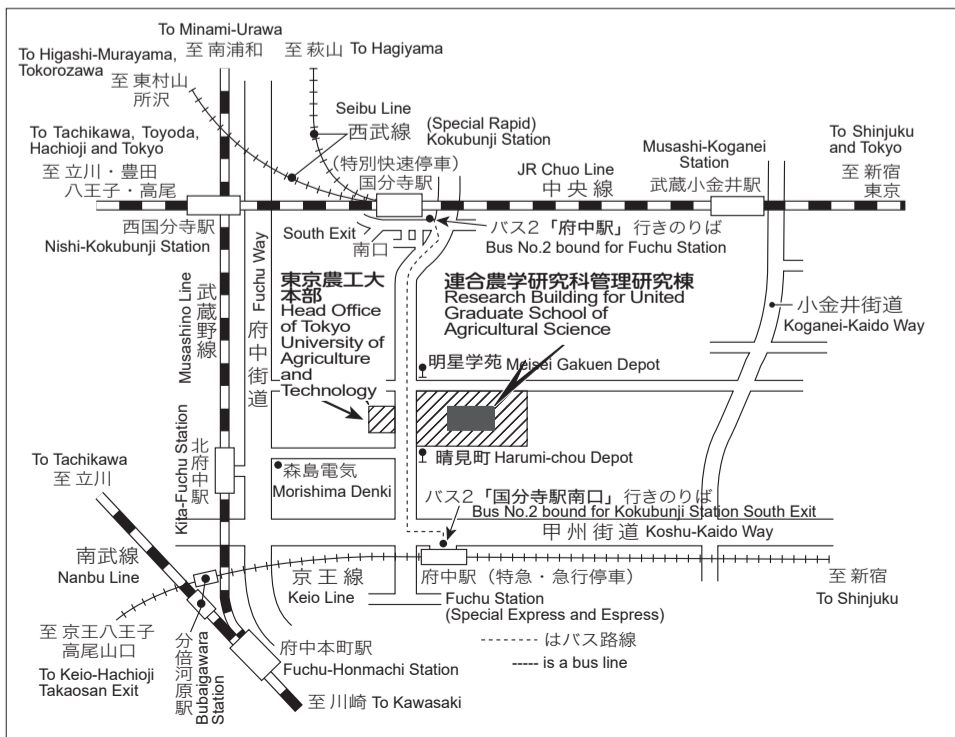 To Minami-Urawa
至 南浦和
至 萩山 To Hagiyama
To Higashi-Murayama,
Tokorozawa
至 東村山
所沢
Seibu Line
西武線
(Special Rapid)
Kokubunji Station
(特別快速停車)
国分寺駅
To Tachikawa, Toyoda,
Hachioji and Tokyo
至 立川・豊田
八王子・高尾
JR Chuo Line
中央線
Musashi-Koganei
Station
武蔵小金井駅
To Shinjuku
and Tokyo
至 新宿
東京
西国分寺駅
Nishi-Kokubunji Station
South Exit
南口
バス2「府中駅」行きのりば
Bus No.2 bound for Fuchu Station
Musashino Line
武蔵野線
Fuchu Way
府中街道
東京農工大
本部
Head Office
of Tokyo
University of
Agriculture
and
Technology
連合農学研究科管理研究棟
Research Building for United
Graduate School of
Agricultural Science
小金井街道
Koganei-Kaido Way
明星学苑 Meisei Gakuen Depot
Kita-Fuchu Station
北府中駅
森島電気
Morishima Denki
晴見町 Harumi-chou Depot
To Tachikawa
至 立川
バス2「国分寺駅南口」行きのりば
Bus No.2 bound for Kokubunji Station South Exit
甲州街道 Koshu-Kaido Way
南武線
Nanbu Line
京王線
Keio Line
府中駅（特急・急行停車）
Fuchu Station
(Special Express and Espress)
至 新宿
To Shinjuku
至 京王八王子
高尾山口
To Keio-Hachioji
Takaosan Exit
分倍河原駅
Bubaigawara
Station
府中本町駅
Fuchu-Honmachi Station
至 川崎 To Kawasaki
------ はバス路線
----- is a bus line